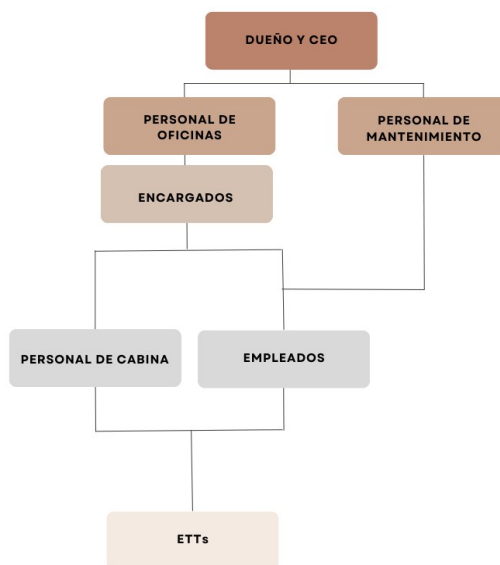 DUEÑO Y CEO
PERSONAL DE
OFICINAS
PERSONAL DE
MANTENIMIENTO
ENCARGADOS
PERSONAL DE CABINA
EMPLEADOS
ETTs